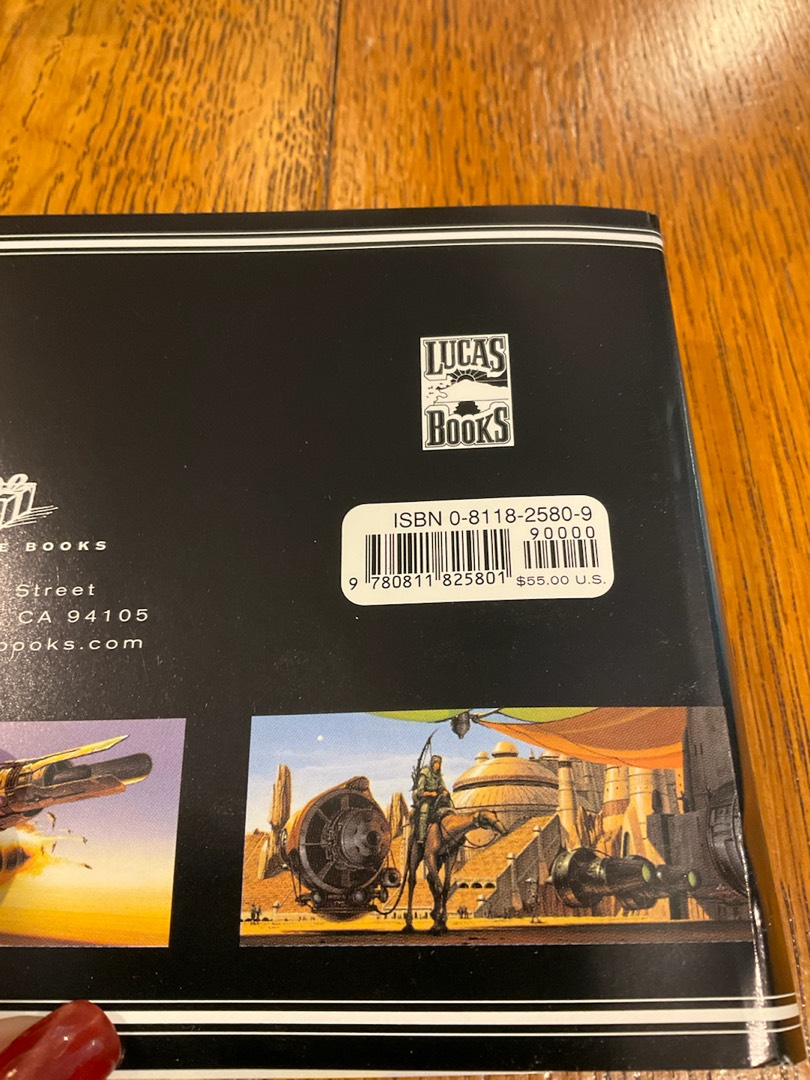 LUCAS
BOOKS
ISBN 0-8118-2580-9
90000
9 780811 825801
$55.00 U.S.
BOOKS
Street
CA 94105
books.com